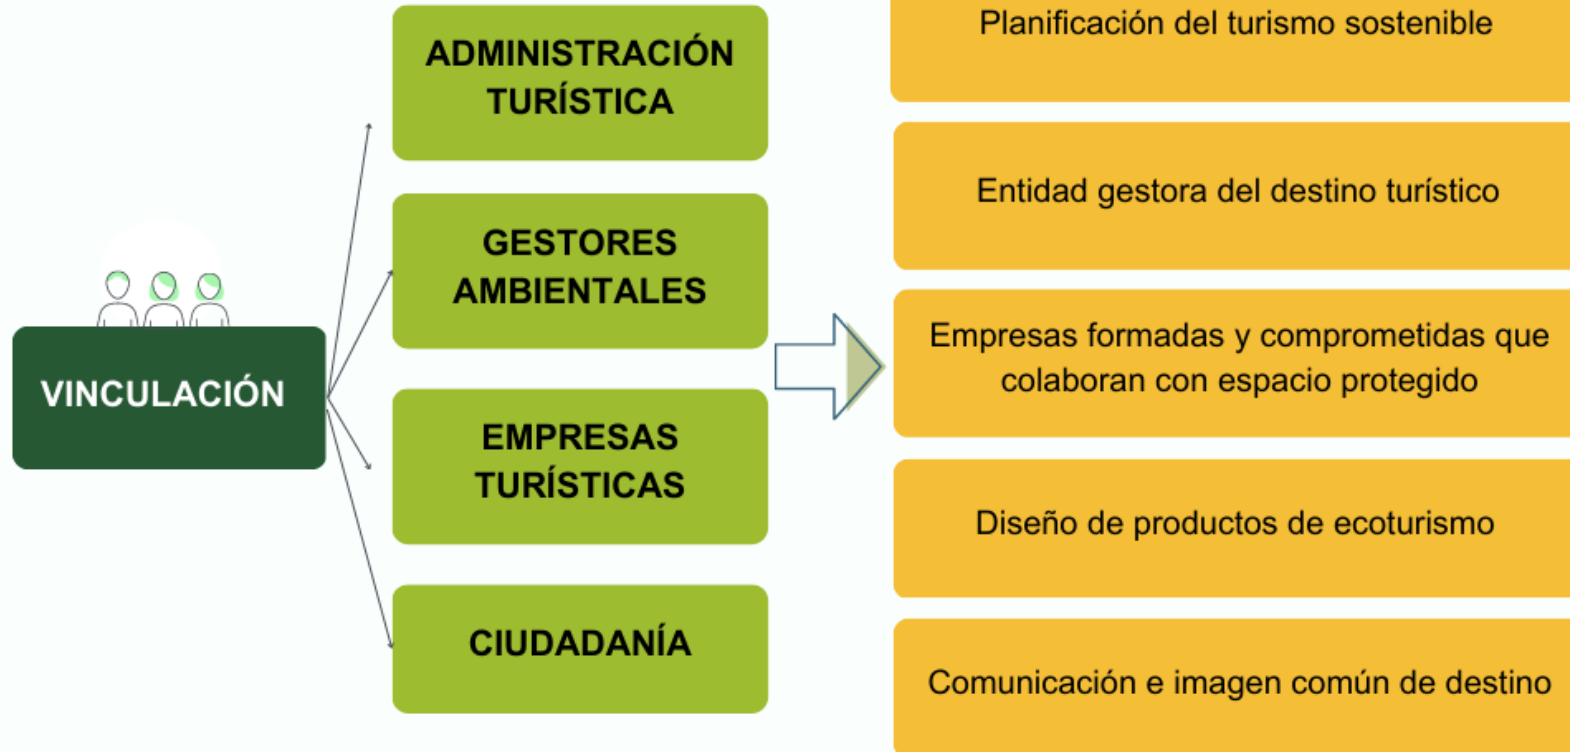 VINCULACIÓN
ADMINISTRACIÓN
TURÍSTICA
GESTORES
AMBIENTALES
EMPRESAS
TURÍSTICAS
CIUDADANÍA
Planificación del turismo sostenible
Entidad gestora del destino turístico
Empresas formadas y comprometidas que
colaboran con espacio protegido
Diseño de productos de ecoturismo
Comunicación e imagen común de destino